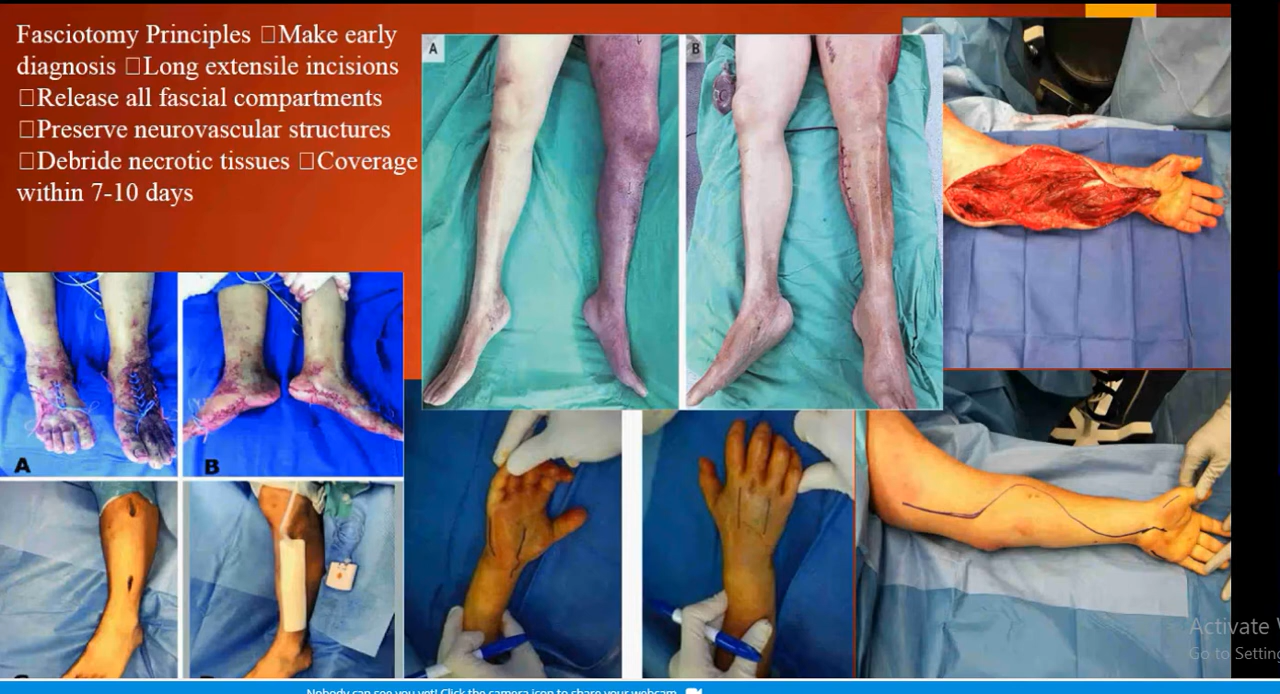 Fasciotomy Principles □Make early
diagnosis □Long extensile incisions
□Release all fascial compartments
□Preserve neurovascular structures
□Debride necrotic tissues □Coverage
within 7-10 days
A
B
A
B
Activate
Go to Setting
Nobody can see you yet! Click the camera icon to share your webcam.